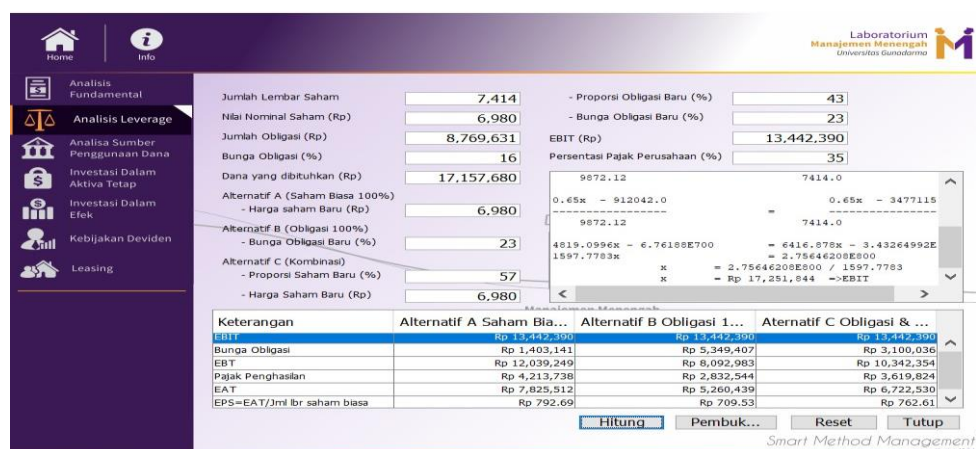 Home
Info
Laboratorium
Manajemen Menengah
Universitas Gunadarma
Analisis
Fundamental
Analisis Leverage
Analisa Sumber
Penggunaan Dana
Investasi Dalam
Aktiva Tetap
Investasi Dalam
Efek
Kebijakan Deviden
Leasing
Jumlah Lembar Saham 7,414
Nilai Nominal Saham (Rp) 6,980
Jumlah Obligasi (Rp) 8,769,631
Bunga Obligasi (%) 16
Dana yang dibutuhkan (Rp) 17,157,680
Alternatif A (Saham Biasa 100%)
- Harga saham Baru (Rp) 6,980
Alternatif B (Obligasi 100%)
- Bunga Obligasi Baru (%) 23
Alternatif C (Kombinasi)
- Proporsi Saham Baru (%) 57
- Harga Saham Baru (Rp) 6,980
- Proporsi Obligasi Baru (%) 43
- Bunga Obligasi Baru (%) 23
EBIT (Rp) 13,442,390
Persentasi Pajak Perusahaan (%) 35
9872.12 7414.0
0.65x - 912042.0 0.65x - 3477115
------------------ = ------------------
9872.12 7414.0
4819.0996x - 6.76188E700 = 6416.878x - 3.43264992E
1597.7783x = 2.75646208E800
x = 2.75646208E800 / 1597.7783
x = Rp 17,251,844 =>EBIT
Keterangan Alternatif A Saham Bia... Alternatif B Obligasi 1... Aternatif C Obligasi & ...
EBIT Rp 13,442,390 Rp 13,442,390 Rp 13,442,390
Bunga Obligasi Rp 1,403,141 Rp 5,349,407 Rp 3,100,036
EBT Rp 12,039,249 Rp 8,092,983 Rp 10,342,354
Pajak Penghasilan Rp 4,213,738 Rp 2,832,544 Rp 3,619,824
EAT Rp 7,825,512 Rp 5,260,439 Rp 6,722,530
EPS=EAT/Jml lbr saham biasa Rp 792.69 Rp 709.53 Rp 762.61
Hitung Pembuk... Reset Tutup
Smart Method Management